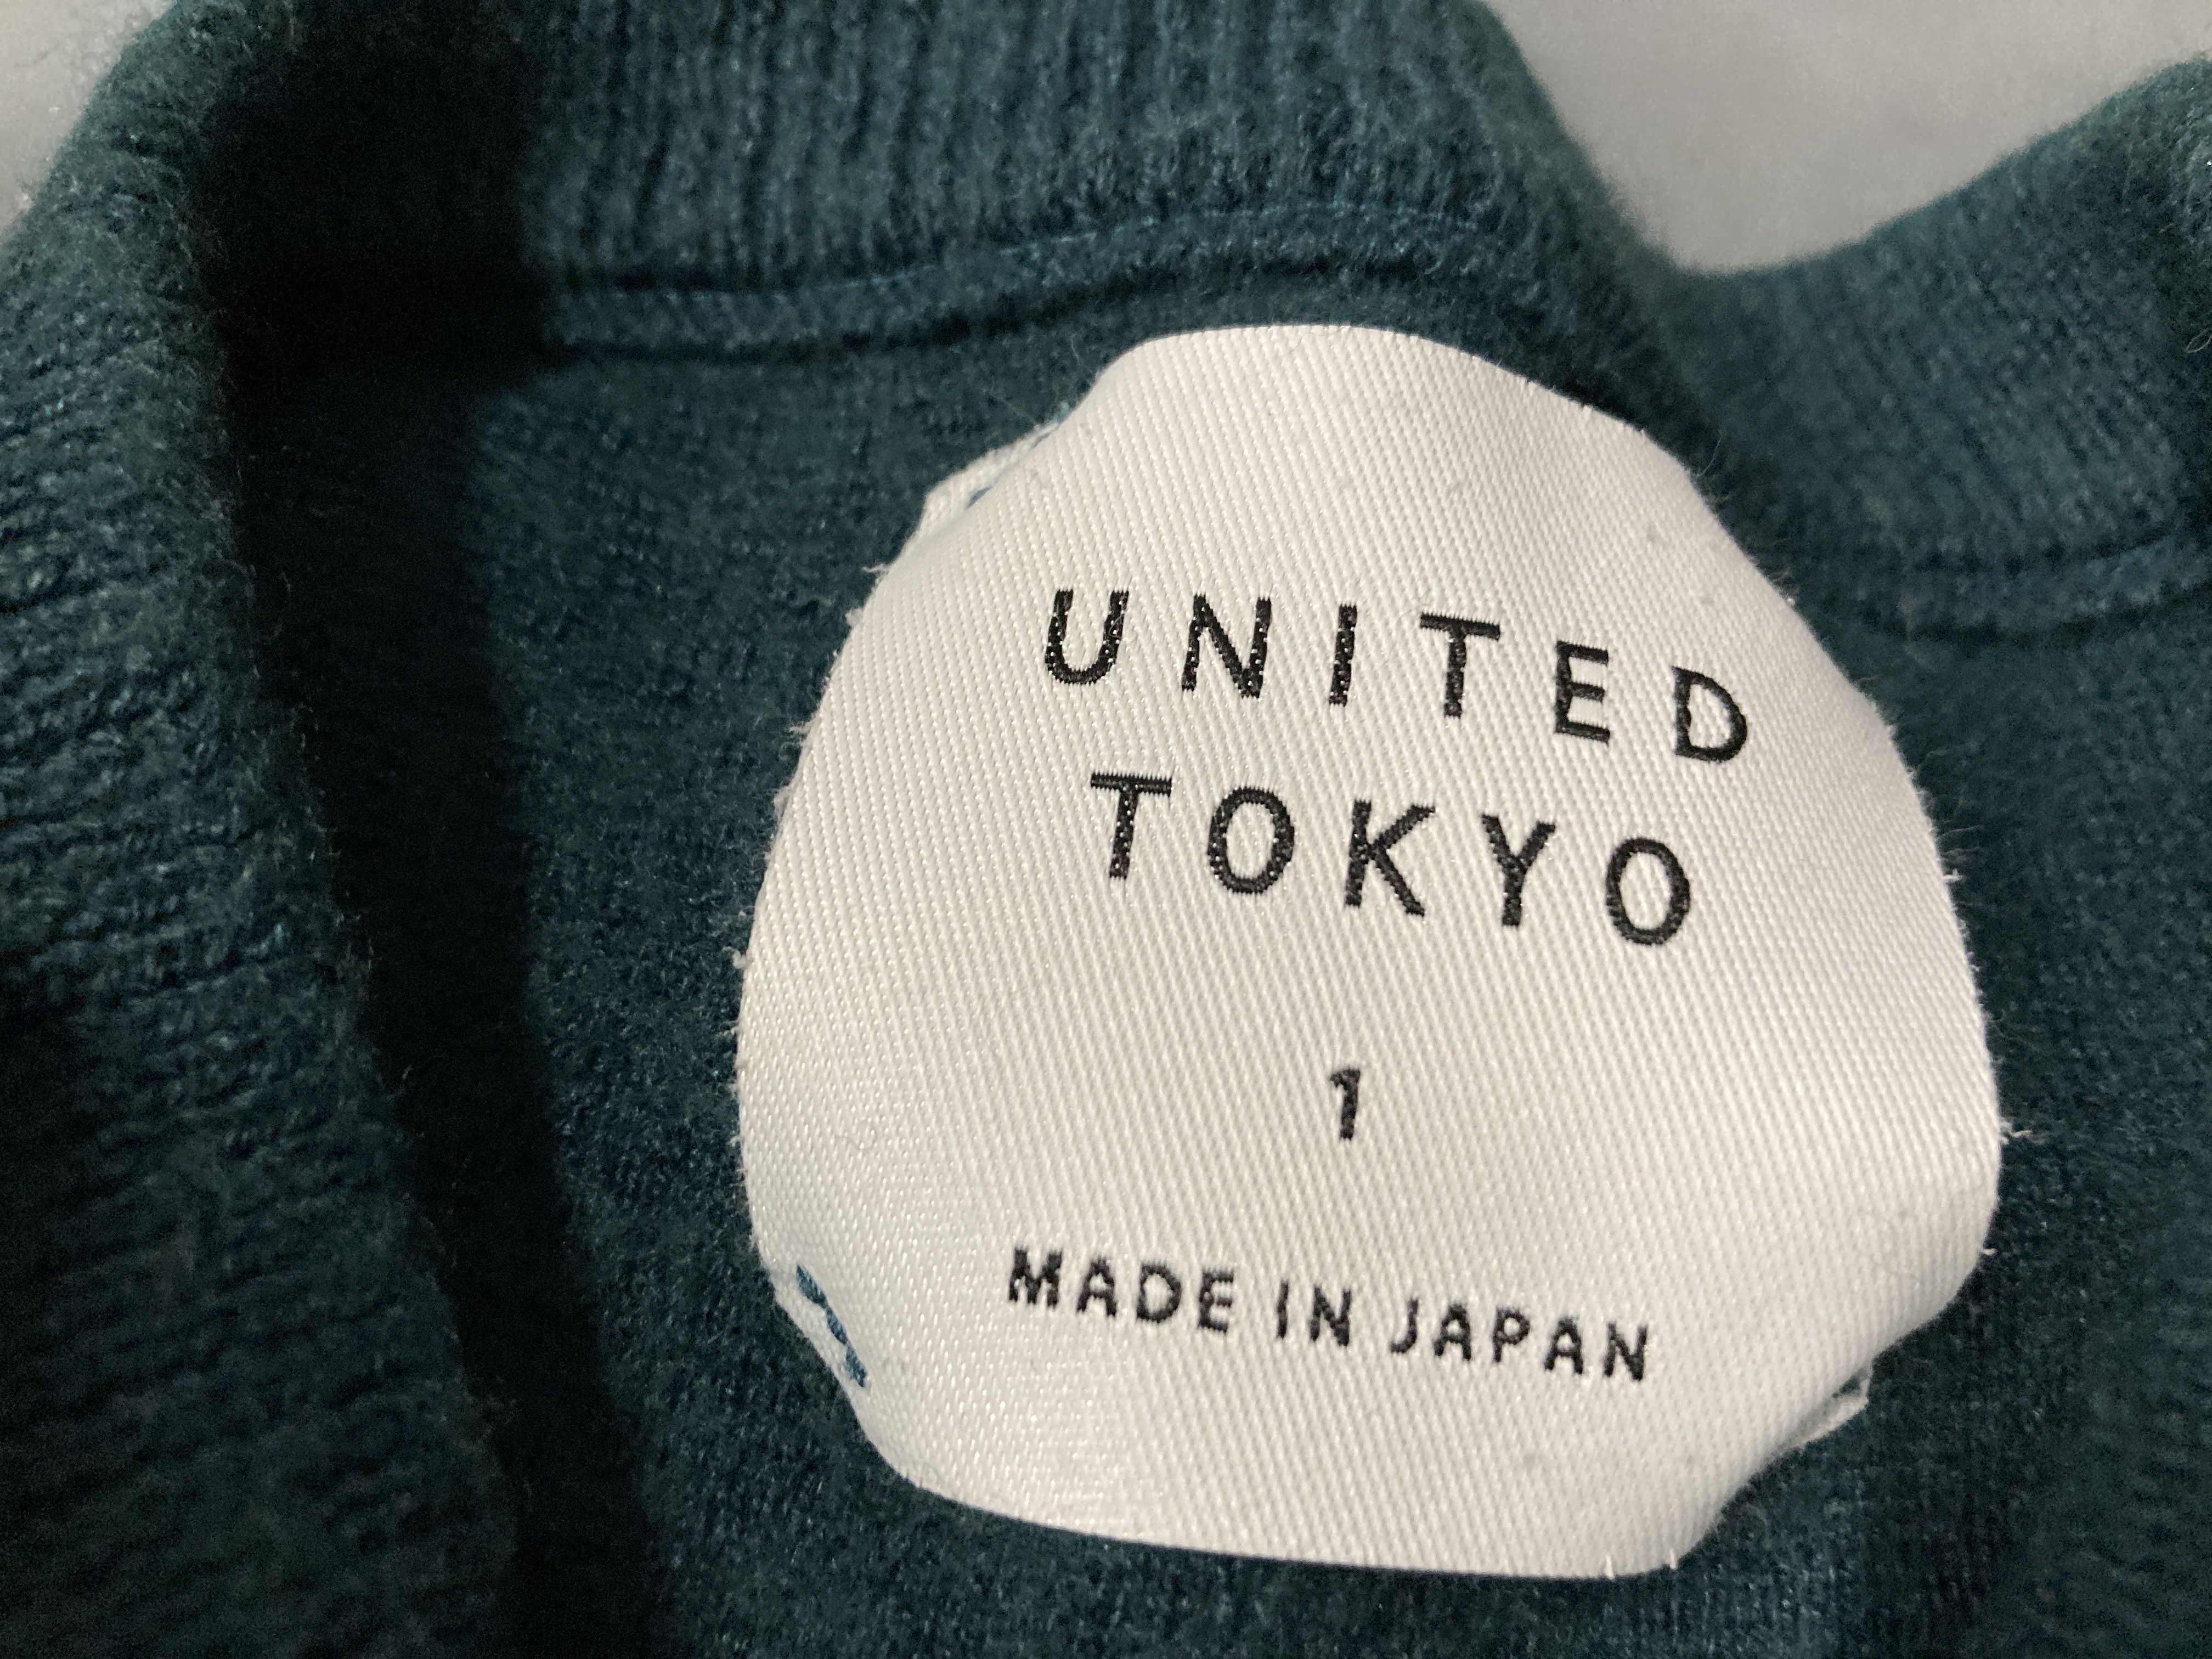 UNITED
TOKYO
1
MADE IN JAPAN